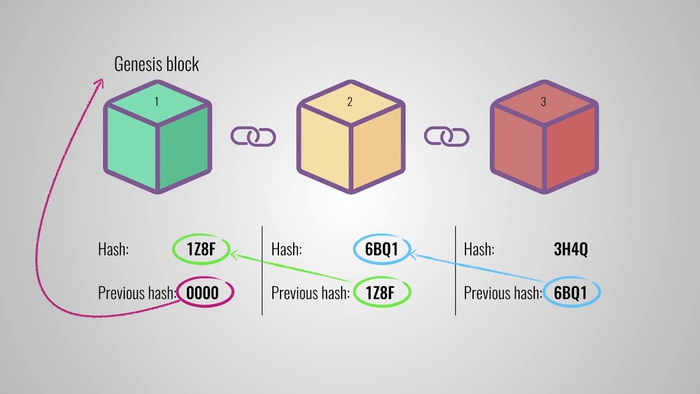 Genesis block
1
2
3
Hash: 1Z8F
Previous hash: 0000
Hash: 6BQ1
Previous hash: 1Z8F
Hash: 3H4Q
Previous hash: 6BQ1